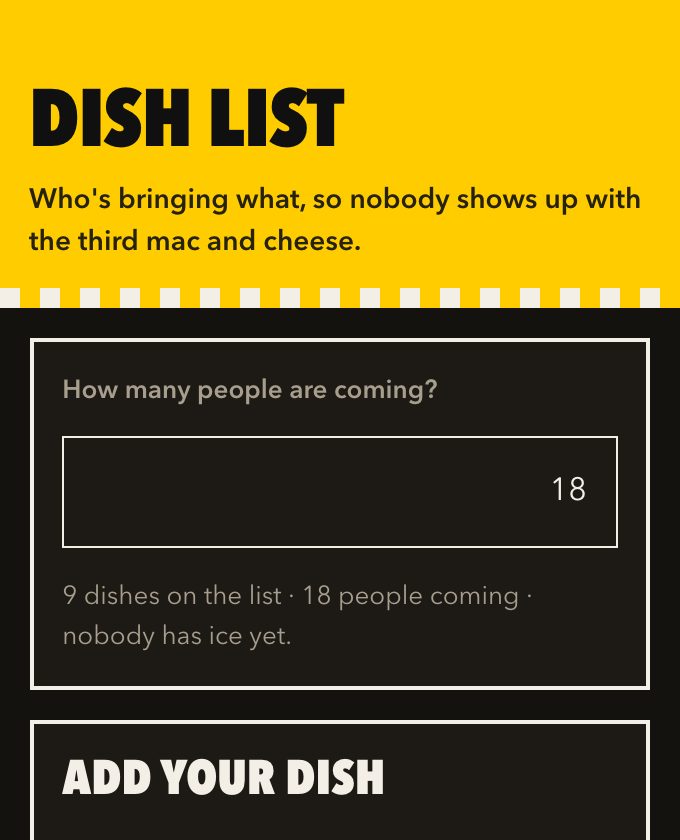 DISH LIST
Who's bringing what, so nobody shows up with
the third mac and cheese.
How many people are coming?
18
9 dishes on the list · 18 people coming ·
nobody has ice yet.
ADD YOUR DISH